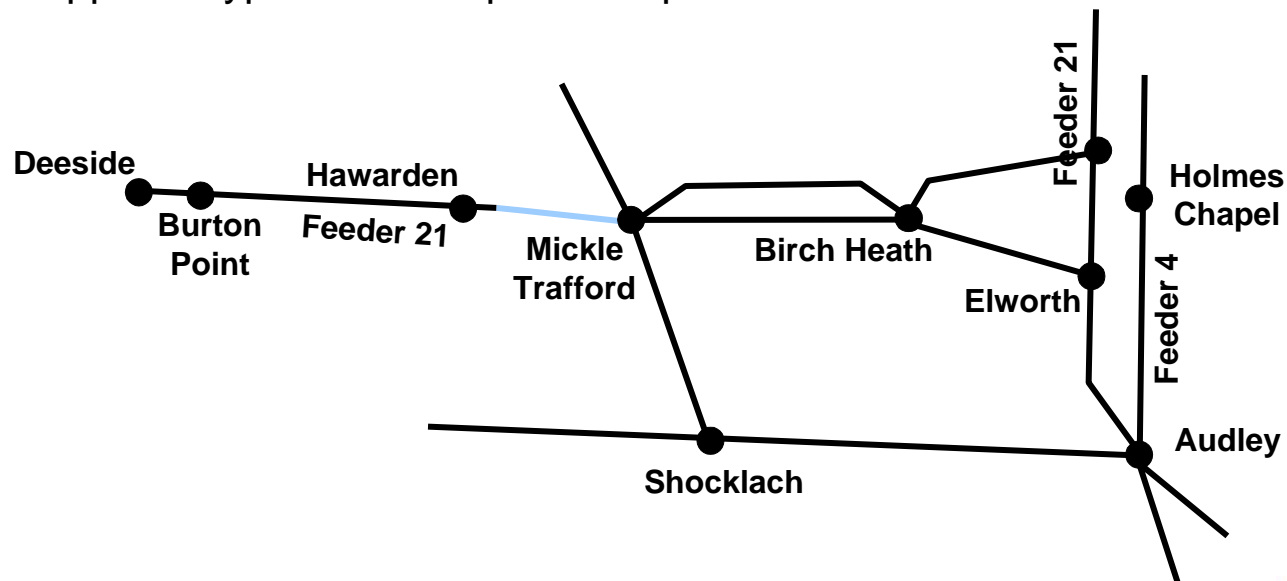 Feeder 21
Deeside
Hawarden
Holmes
Chapel
Burton
Point
Feeder 21
Mickle
Trafford
Birch Heath
Elworth
Feeder 4
Audley
Shocklach